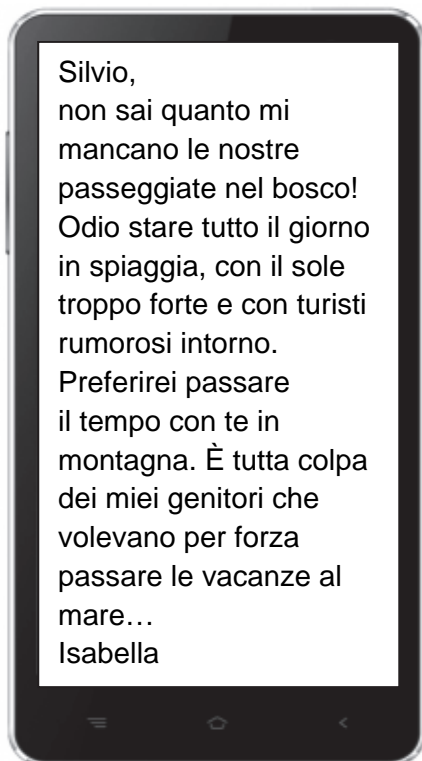 Silvio,
non sai quanto mi
mancano le nostre
passeggiate nel bosco!
Odio stare tutto il giorno
in spiaggia, con il sole
troppo forte e con turisti
rumorosi intorno.
Preferirei passare
il tempo con te in
montagna. È tutta colpa
dei miei genitori che
volevano per forza
passare le vacanze al
mare…
Isabella